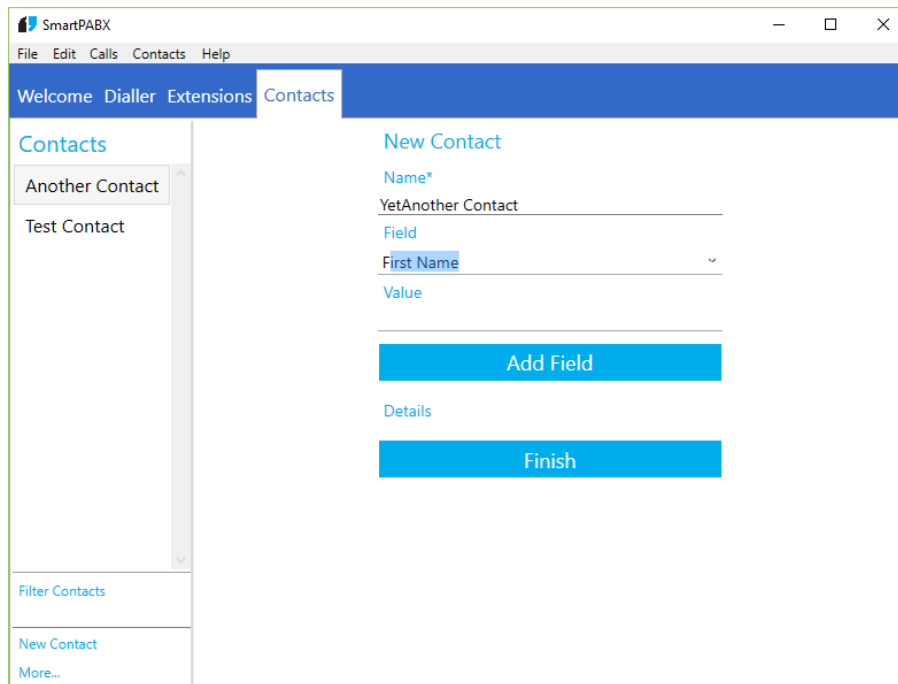 SmartPABX
File Edit Calls Contacts Help
Welcome Dialler Extensions Contacts
Contacts
Another Contact
Test Contact
Filter Contacts
New Contact
More...
New Contact
Name*
YetAnother Contact
Field
First Name
Value
Add Field
Details
Finish